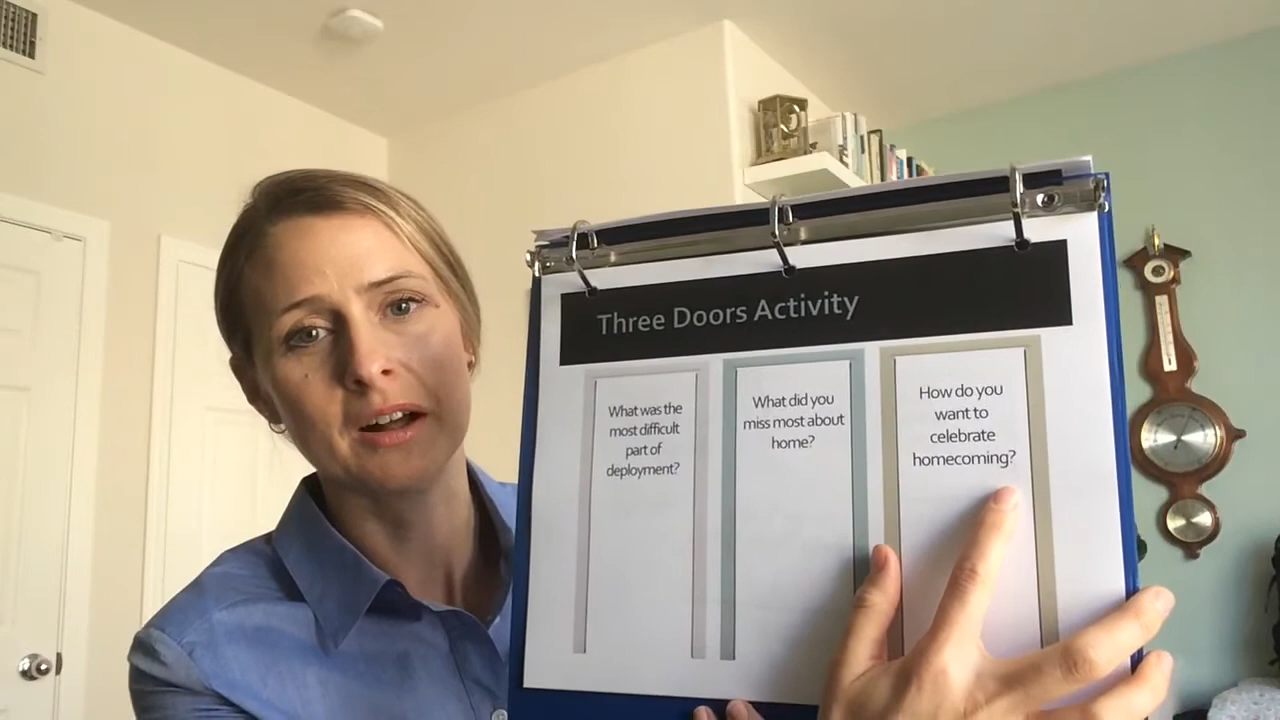 Three Doors Activity
What was the
most difficult
part of
deployment?
What did you
miss most about
home?
How do you
want to
celebrate
homecoming?